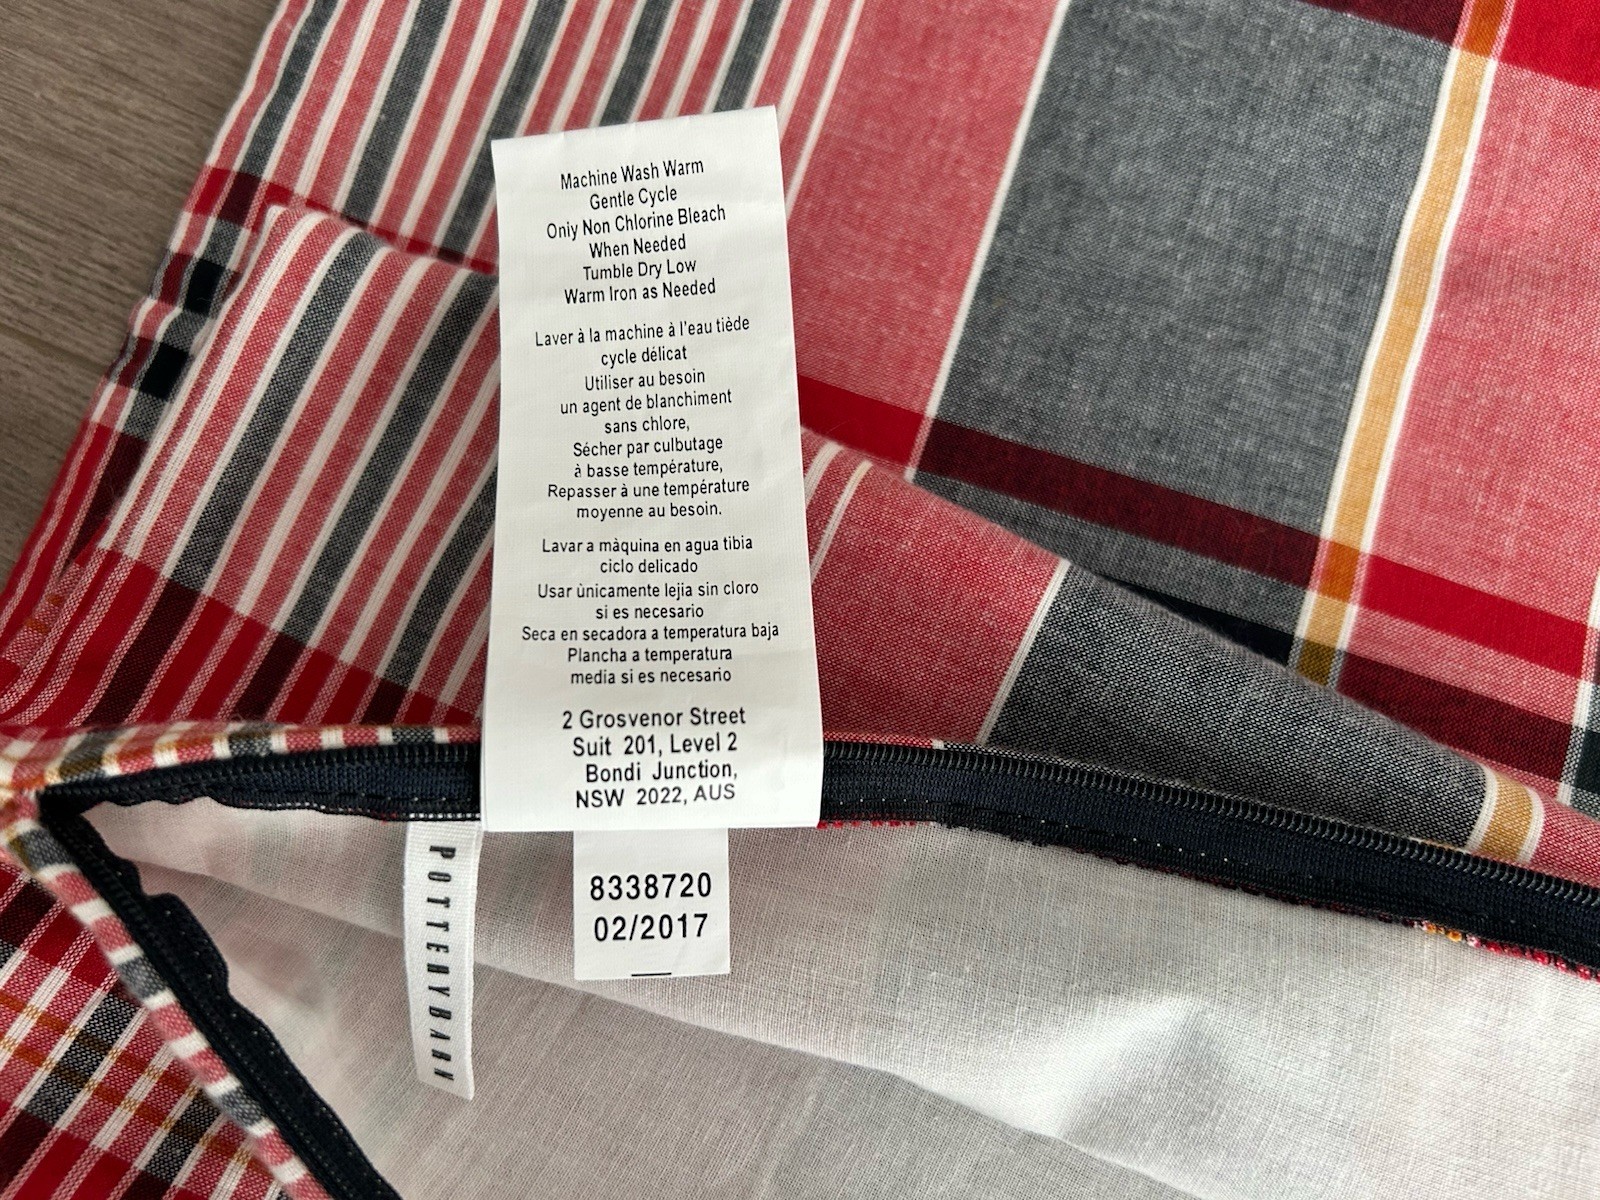 Machine Wash Warm
Gentle Cycle
Only Non Chlorine Bleach
When Needed
Tumble Dry Low
Warm Iron as Needed
Laver à la machine à l'eau tiède
cycle délicat
Utiliser au besoin
un agent de blanchiment
sans chlore,
Sécher par culbutage
à basse température,
Repasser à une température
moyenne au besoin.
Lavar a màquina en agua tibia
ciclo delicado
Usar ùnicamente lejia sin cloro
si es necesario
Seca en secadora a temperatura baja
Plancha a temperatura
media si es necesario
2 Grosvenor Street
Suit 201, Level 2
Bondi Junction,
NSW 2022, AUS
8338720
02/2017
POTTERYBARN